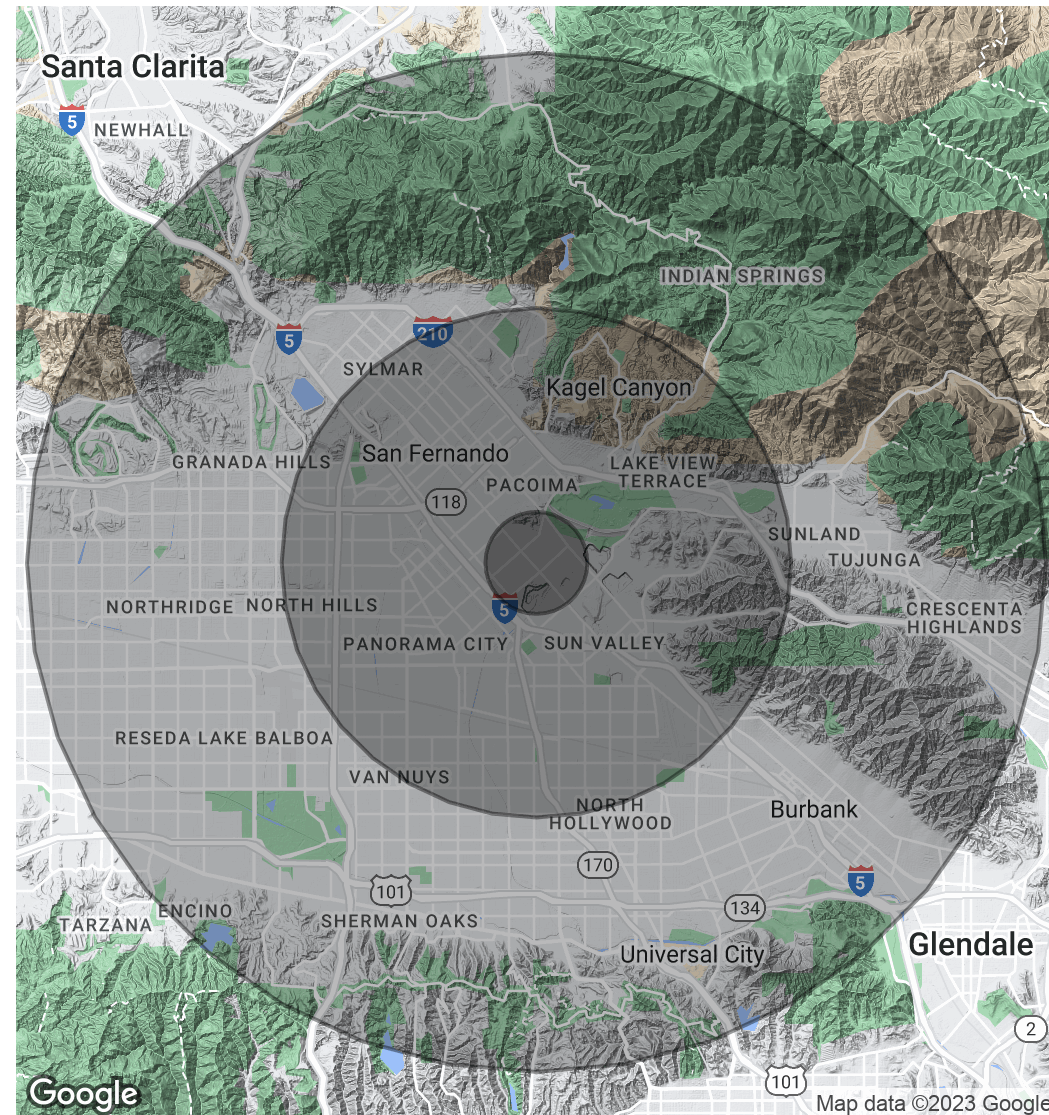 Santa Clarita
5
NEWHALL
INDIAN SPRINGS
5
210
SYLMAR
Kagel Canyon
San Fernando
GRANADA HILLS
LAKE VIEW
TERRACE
PACOIMA
118
SUNLAND
TUJUNGA
NORTHRIDGE
NORTH HILLS
5
CRESCENTA
HIGHLANDS
PANORAMA CITY
SUN VALLEY
RESEDA
LAKE BALBOA
VAN NUYS
NORTH
HOLLYWOOD
Burbank
170
5
101
134
ENCINO
TARZANA
SHERMAN OAKS
Universal City
Glendale
2
101
Google
Map data ©2023 Google